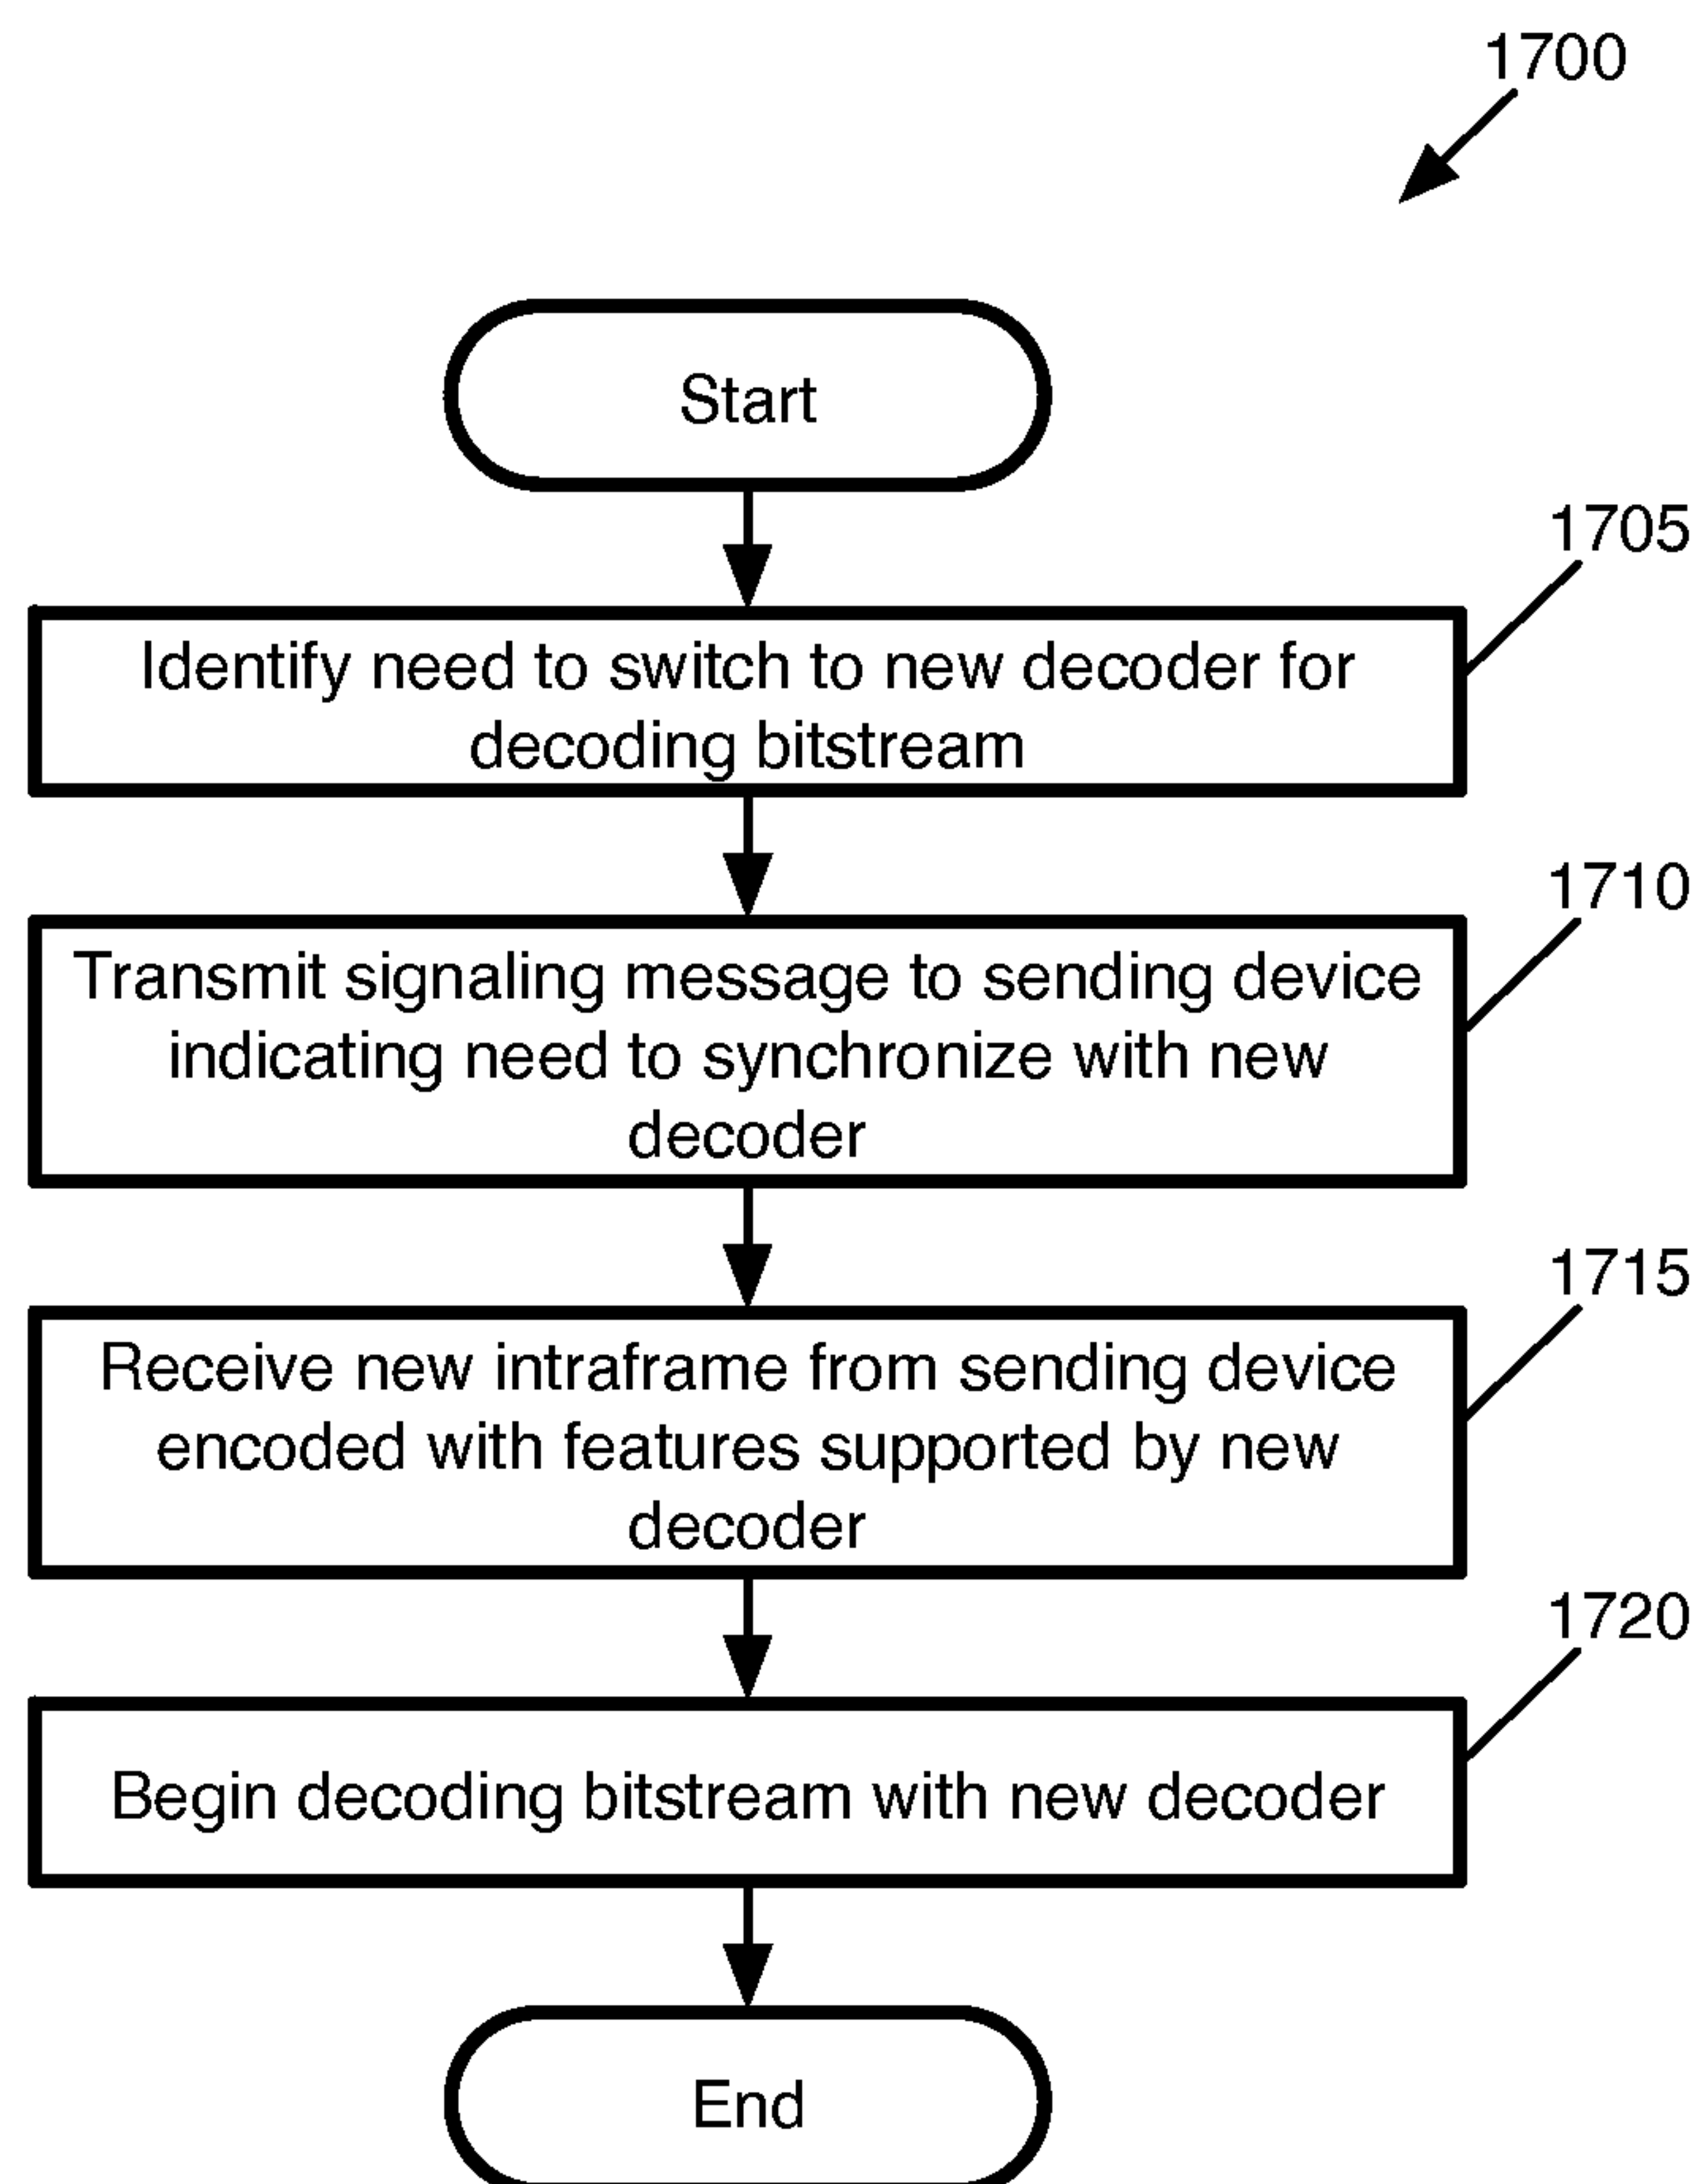 1700
Start
1705
Identify need to switch to new decoder for
decoding bitstream
1710
Transmit signaling message to sending device
indicating need to synchronize with new
decoder
1715
Receive new intraframe from sending device
encoded with features supported by new
decoder
1720
Begin decoding bitstream with new decoder
End